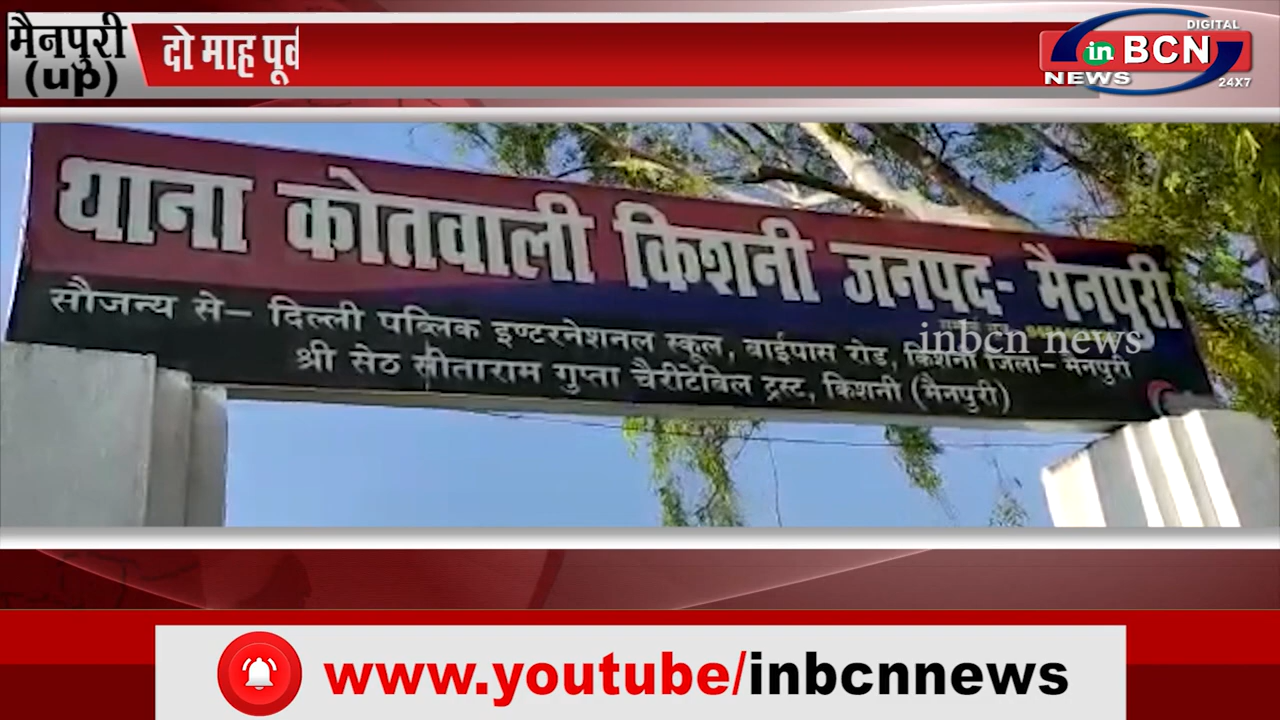 मैनपुरी
(up)
दो माह पूर्व
DIGITAL
in BCN
NEWS
24X7
थाना कोतवाली किशनी जनपद- मैनपुरी
सौजन्य से- दिल्ली पब्लिक इण्टरनेशनल स्कूल, बाईपास रोड, किशनी जिला- मैनपुरी
श्री सेठ सीताराम गुप्ता चैरीटेबिल ट्रस्ट, किशनी (मैनपुरी)
inbcn news
www.youtube/inbcnnews